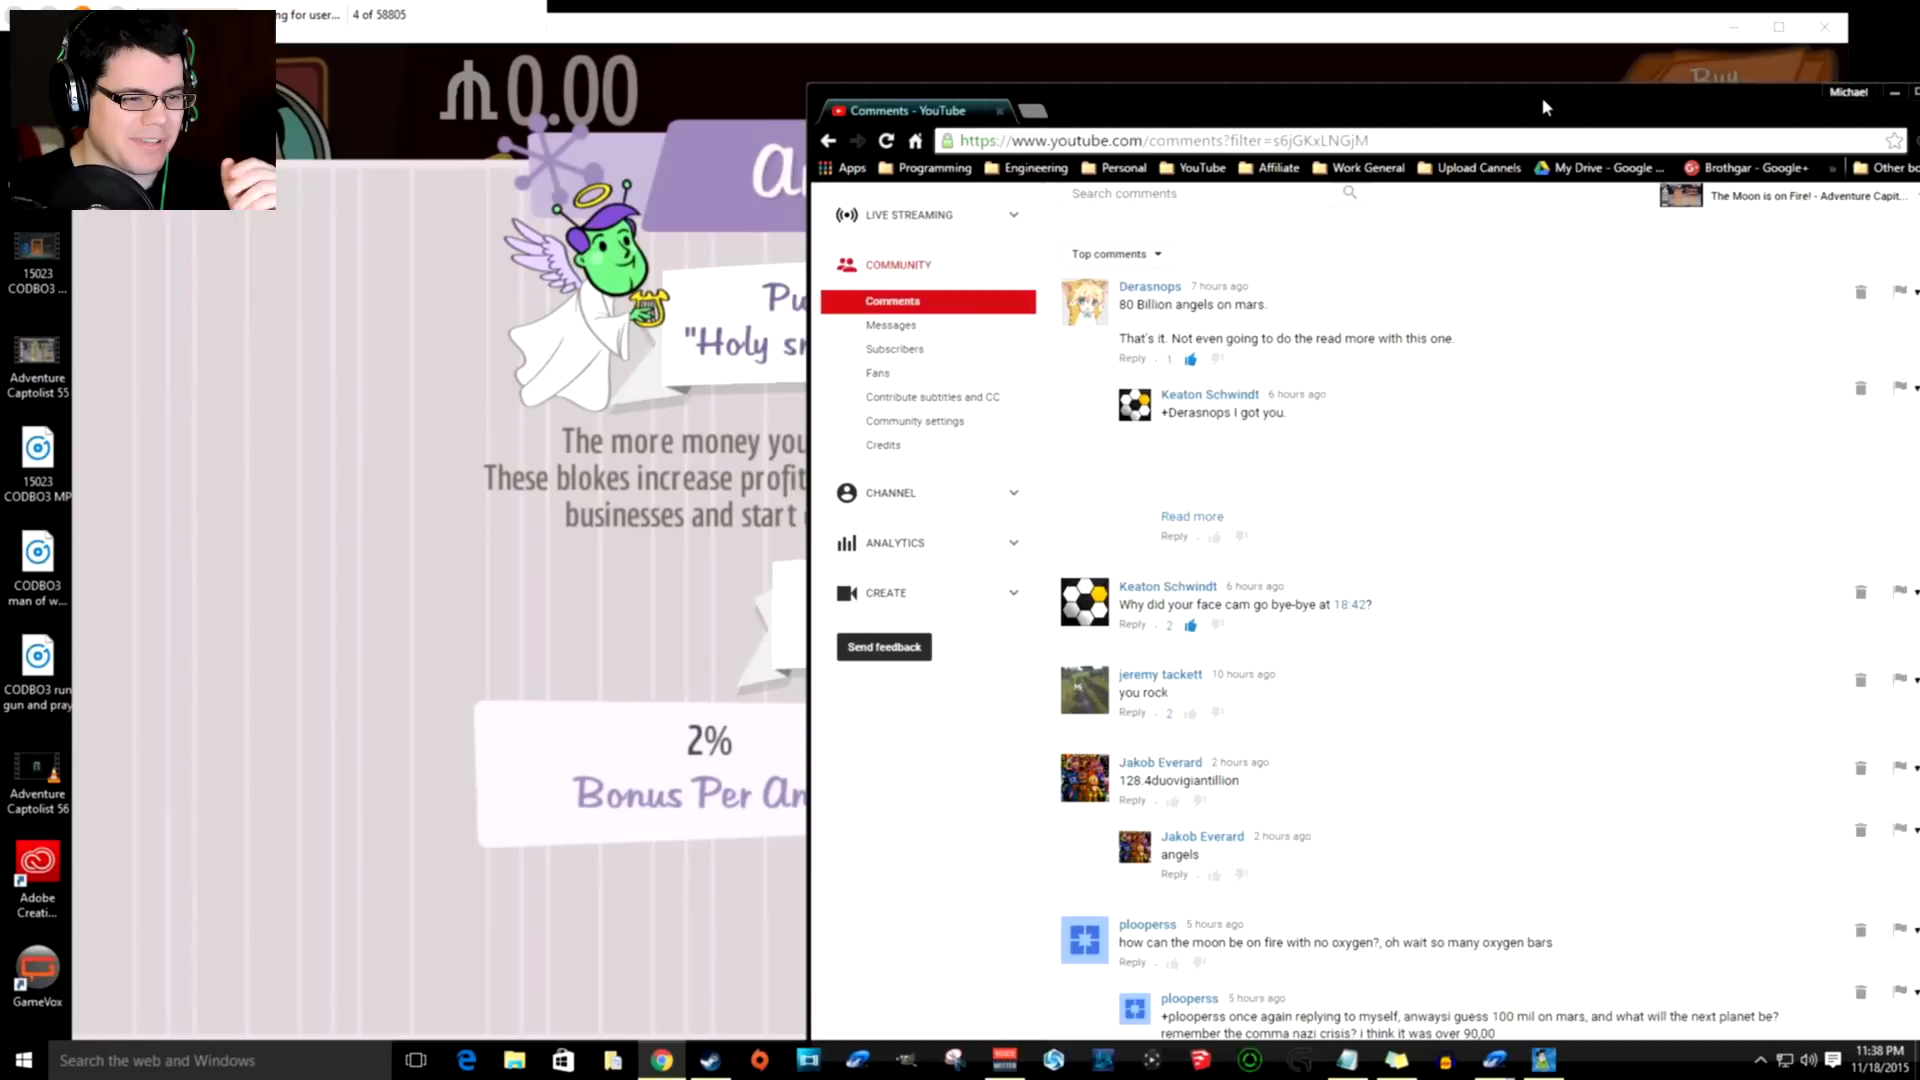 ng for user...
4 of 58805
₼0.00
Buy
The more money you
These blokes increase profit
businesses and start
2%
Bonus Per An
Pu
"Holy sr
15023
CODBO3 ...
Adventure
Captolist 55
15023
CODBO3 MP
CODBO3
man of w...
CODBO3 run
gun and pray
Adventure
Captolist 56
Adobe
Creati...
GameVox
Michael
Comments - YouTube
https://www.youtube.com/comments?filter=s6jGKxLNGjM
Apps
Programming
Engineering
Personal
YouTube
Affiliate
Work General
Upload Channels
My Drive - Google ...
Brothgar - Google+
»
Other bo
LIVE STREAMING
COMMUNITY
Comments
Messages
Subscribers
Fans
Contribute subtitles and CC
Community settings
Credits
CHANNEL
ANALYTICS
CREATE
Send feedback
Search comments
The Moon is on Fire! - Adventure Capit...
Top comments
Derasnops 7 hours ago
80 Billion angels on mars.
That's it. Not even going to do the read more with this one.
Reply · 1
Keaton Schwindt 6 hours ago
+Derasnops I got you.
Read more
Reply ·
Keaton Schwindt 6 hours ago
Why did your face cam go bye-bye at 18:42?
Reply · 2
jeremy tackett 10 hours ago
you rock
Reply · 2
Jakob Everard 2 hours ago
128.4duovigiantillion
Reply ·
Jakob Everard 2 hours ago
angels
Reply ·
plooperss 5 hours ago
how can the moon be on fire with no oxygen?, oh wait so many oxygen bars
Reply ·
plooperss 5 hours ago
+plooperss once again replying to myself, anwaysi guess 100 mil on mars, and what will the next planet be?
remember the comma nazi crisis? i think it was over 90,00
Search the web and Windows
11:38 PM
11/18/2015